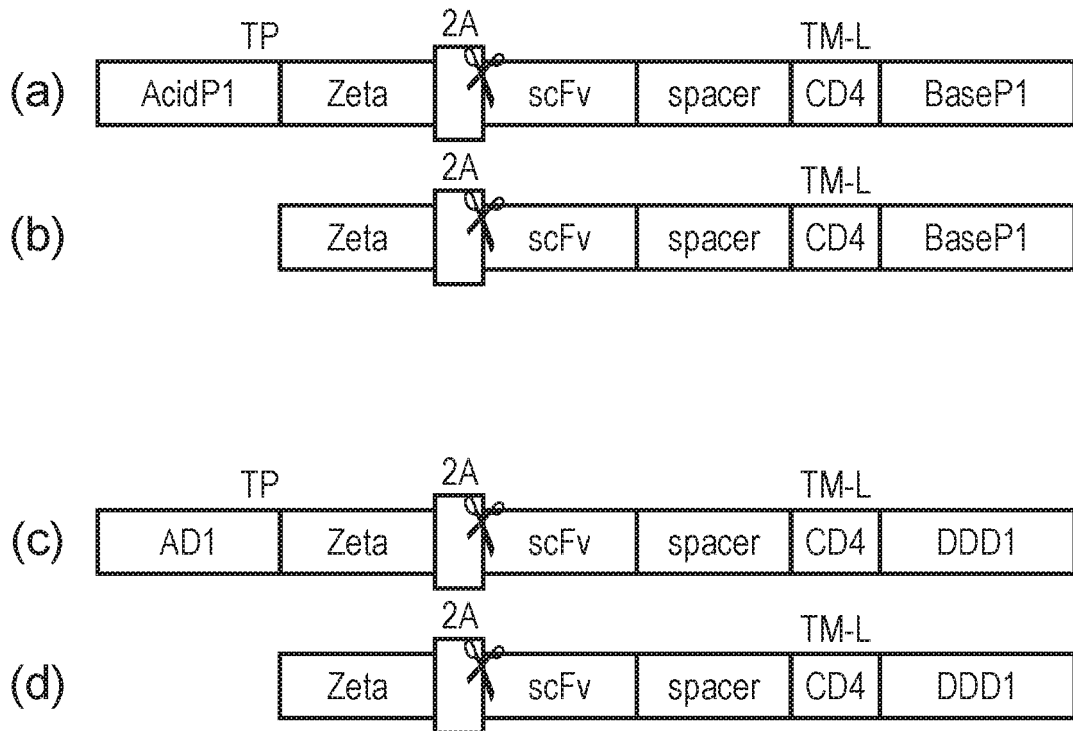 TP 2A TM-L
(a) AcidP1 Zeta scFv spacer CD4 BaseP1
2A TM-L
(b) Zeta scFv spacer CD4 BaseP1
TP 2A TM-L
(c) AD1 Zeta scFv spacer CD4 DDD1
2A TM-L
(d) Zeta scFv spacer CD4 DDD1